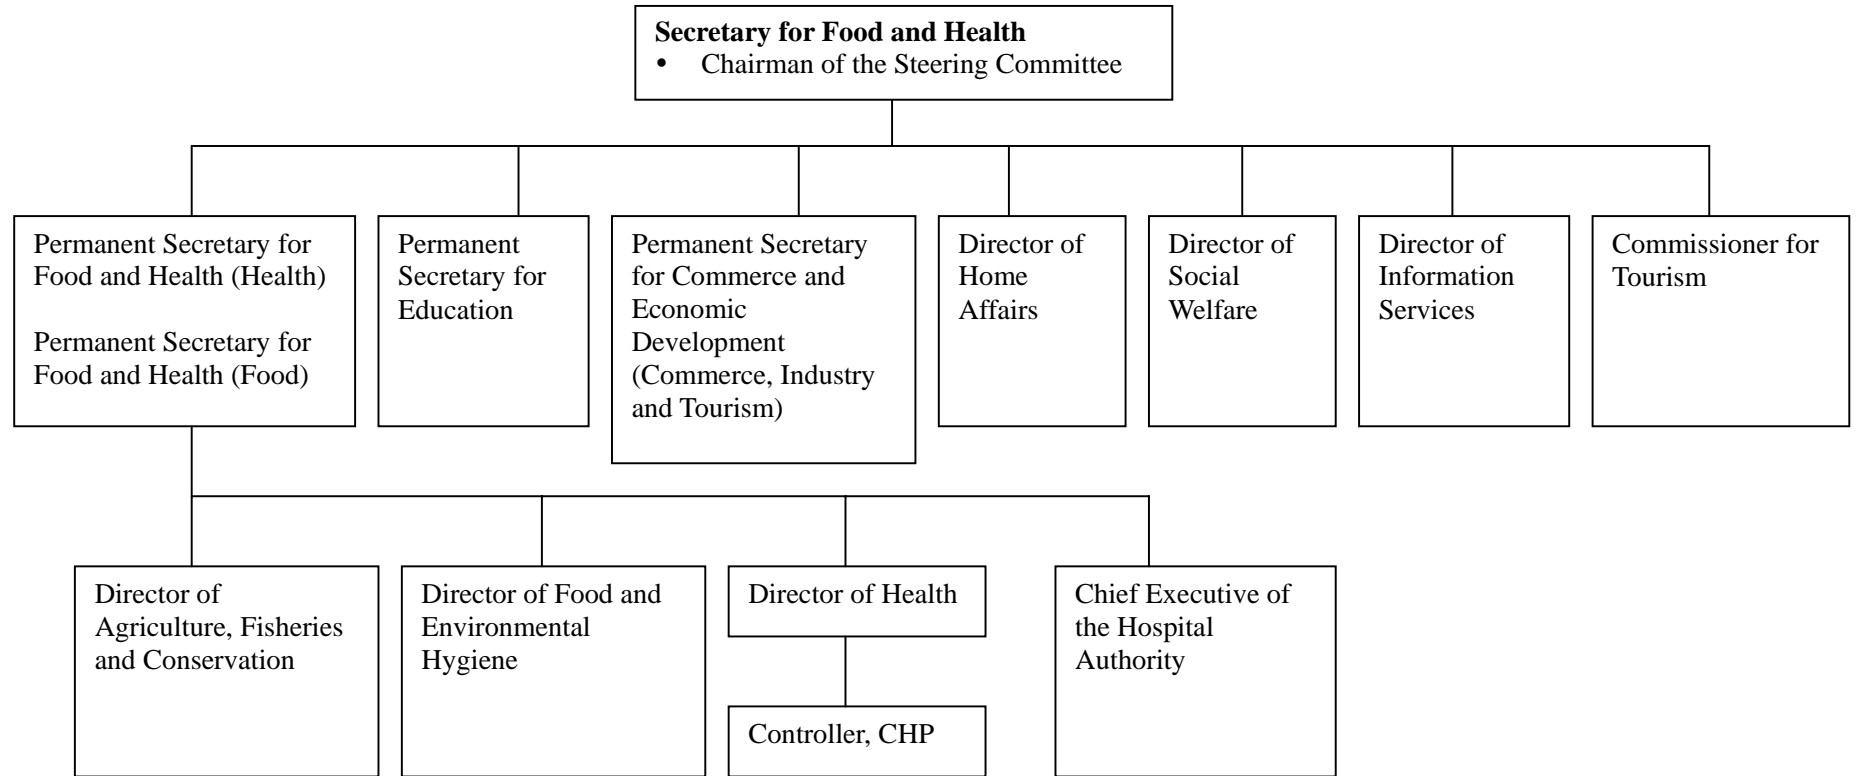 Secretary for Food and Health
• Chairman of the Steering Committee
Permanent Secretary for
Food and Health (Health)
Permanent Secretary for
Food and Health (Food)
Permanent
Secretary for
Education
Permanent Secretary
for Commerce and
Economic
Development
(Commerce, Industry
and Tourism)
Director of
Home
Affairs
Director of
Social
Welfare
Director of
Information
Services
Commissioner for
Tourism
Director of
Agriculture, Fisheries
and Conservation
Director of Food and
Environmental
Hygiene
Director of Health
Controller, CHP
Chief Executive of
the Hospital
Authority